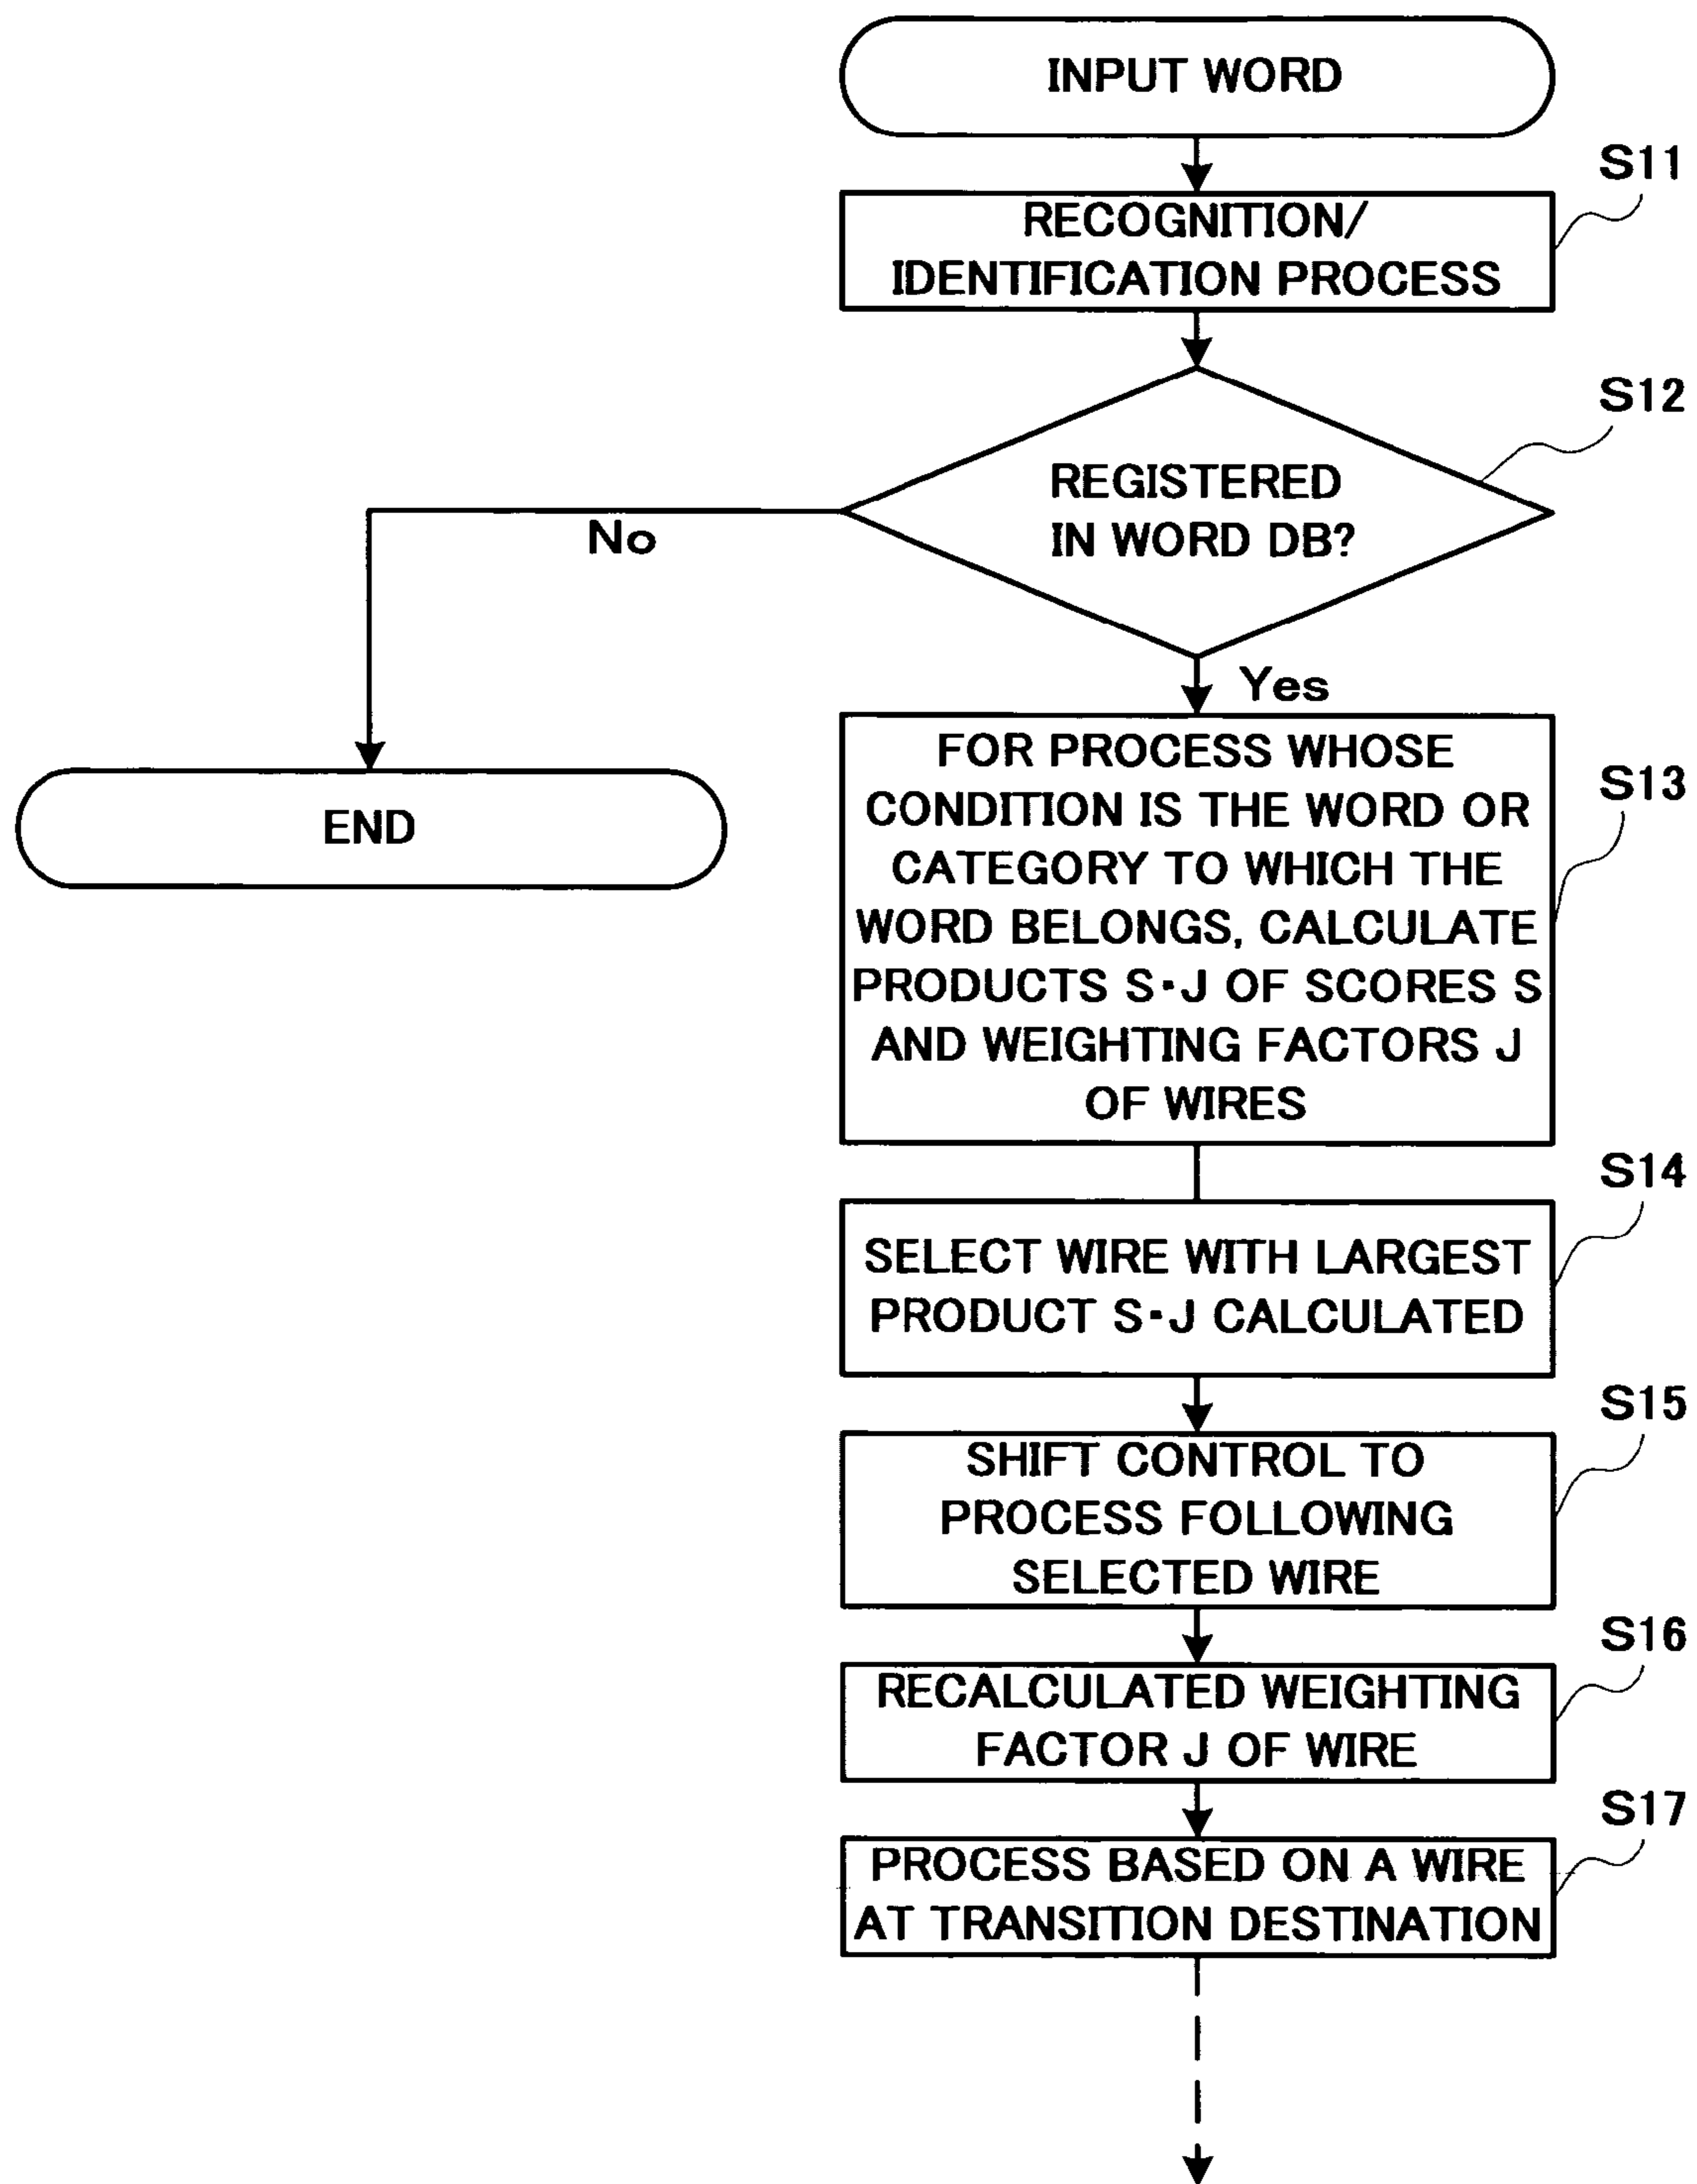 INPUT WORD
S11
RECOGNITION/
IDENTIFICATION PROCESS
S12
REGISTERED
IN WORD DB?
No
Yes
END
S13
FOR PROCESS WHOSE
CONDITION IS THE WORD OR
CATEGORY TO WHICH THE
WORD BELONGS, CALCULATE
PRODUCTS S・J OF SCORES S
AND WEIGHTING FACTORS J
OF WIRES
S14
SELECT WIRE WITH LARGEST
PRODUCT S・J CALCULATED
S15
SHIFT CONTROL TO
PROCESS FOLLOWING
SELECTED WIRE
S16
RECALCULATED WEIGHTING
FACTOR J OF WIRE
S17
PROCESS BASED ON A WIRE
AT TRANSITION DESTINATION